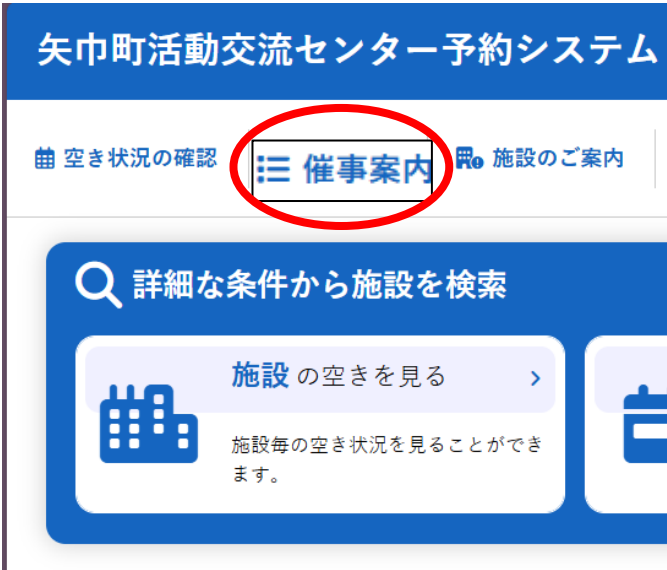 矢巾町活動交流センター予約システム
空き状況の確認
催事案内
施設のご案内
詳細な条件から施設を検索
施設 の空きを見る
施設毎の空き状況を見ることができ
ます。